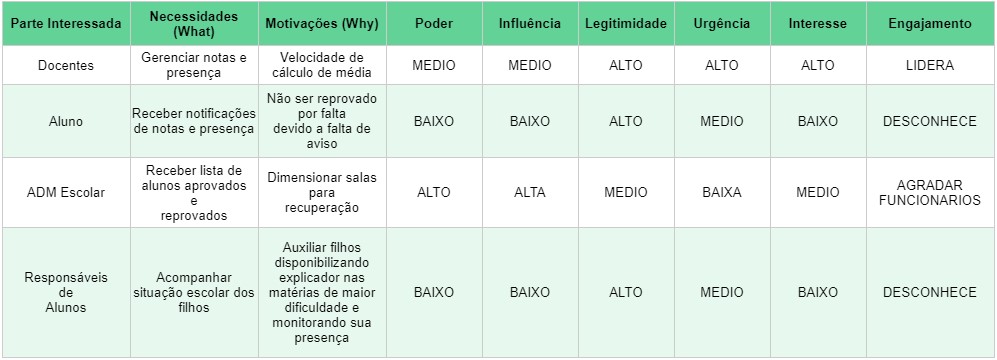 Parte Interessada
Necessidades
(What)
Motivações (Why)
Poder
Influência
Legitimidade
Urgência
Interesse
Engajamento
Docentes
Gerenciar notas e
presença
Velocidade de
cálculo de média
MEDIO
MEDIO
ALTO
ALTO
ALTO
LIDERA
Aluno
Receber notificações
de notas e presença
Não ser reprovado
por falta
devido a falta de
aviso
BAIXO
BAIXO
ALTO
MEDIO
BAIXO
DESCONHECE
ADM Escolar
Receber lista de
alunos aprovados
e
reprovados
Dimensionar salas
para
recuperação
ALTO
ALTA
MEDIO
BAIXA
MEDIO
AGRADAR
FUNCIONARIOS
Responsáveis
de
Alunos
Acompanhar
situação escolar dos
filhos
Auxiliar filhos
disponibilizando
explicador nas
matérias de maior
dificuldade e
monitorando sua
presença
BAIXO
BAIXO
ALTO
MEDIO
BAIXO
DESCONHECE